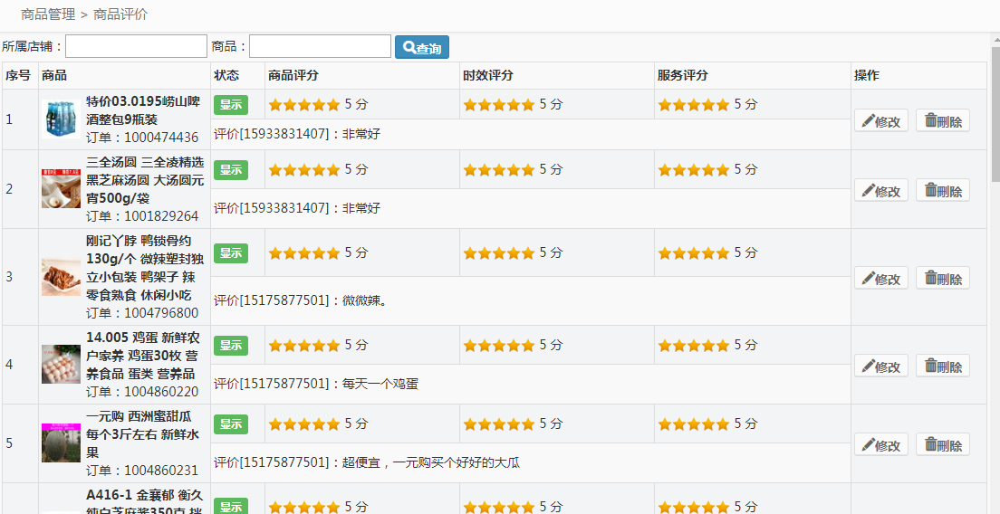 商品管理 > 商品评价
所属店铺： 商品： 查询
序号 商品 状态 商品评分 时效评分 服务评分 操作
1
特价03.0195崂山啤
酒整包9瓶装
订单：1000474436
显示 5 分 5 分 5 分
评价[15933831407]：非常好
修改 删除
2
三全汤圆 三全凌精选
黑芝麻汤圆 大汤圆元
宵500g/袋
订单：1001829264
显示 5 分 5 分 5 分
评价[15933831407]：非常好
修改 删除
3
刚记丫脖 鸭锁骨约
130g/个 微辣塑封独
立小包装 鸭架子 辣
零食熟食 休闲小吃
订单：1004796800
显示 5 分 5 分 5 分
评价[15175877501]：微微辣。
修改 删除
4
14.005 鸡蛋 新鲜农
户家养 鸡蛋30枚 营
养食品 蛋类 营养品
订单：1004860220
显示 5 分 5 分 5 分
评价[15175877501]：每天一个鸡蛋
修改 删除
5
一元购 西洲蜜甜瓜
每个3斤左右 新鲜水
果
订单：1004860231
显示 5 分 5 分 5 分
评价[15175877501]：超便宜，一元购买个好好的大瓜
修改 删除
A416-1 金襄郁 衡久
纯白芝麻酱350克 拌
显示 5 分 5 分 5 分